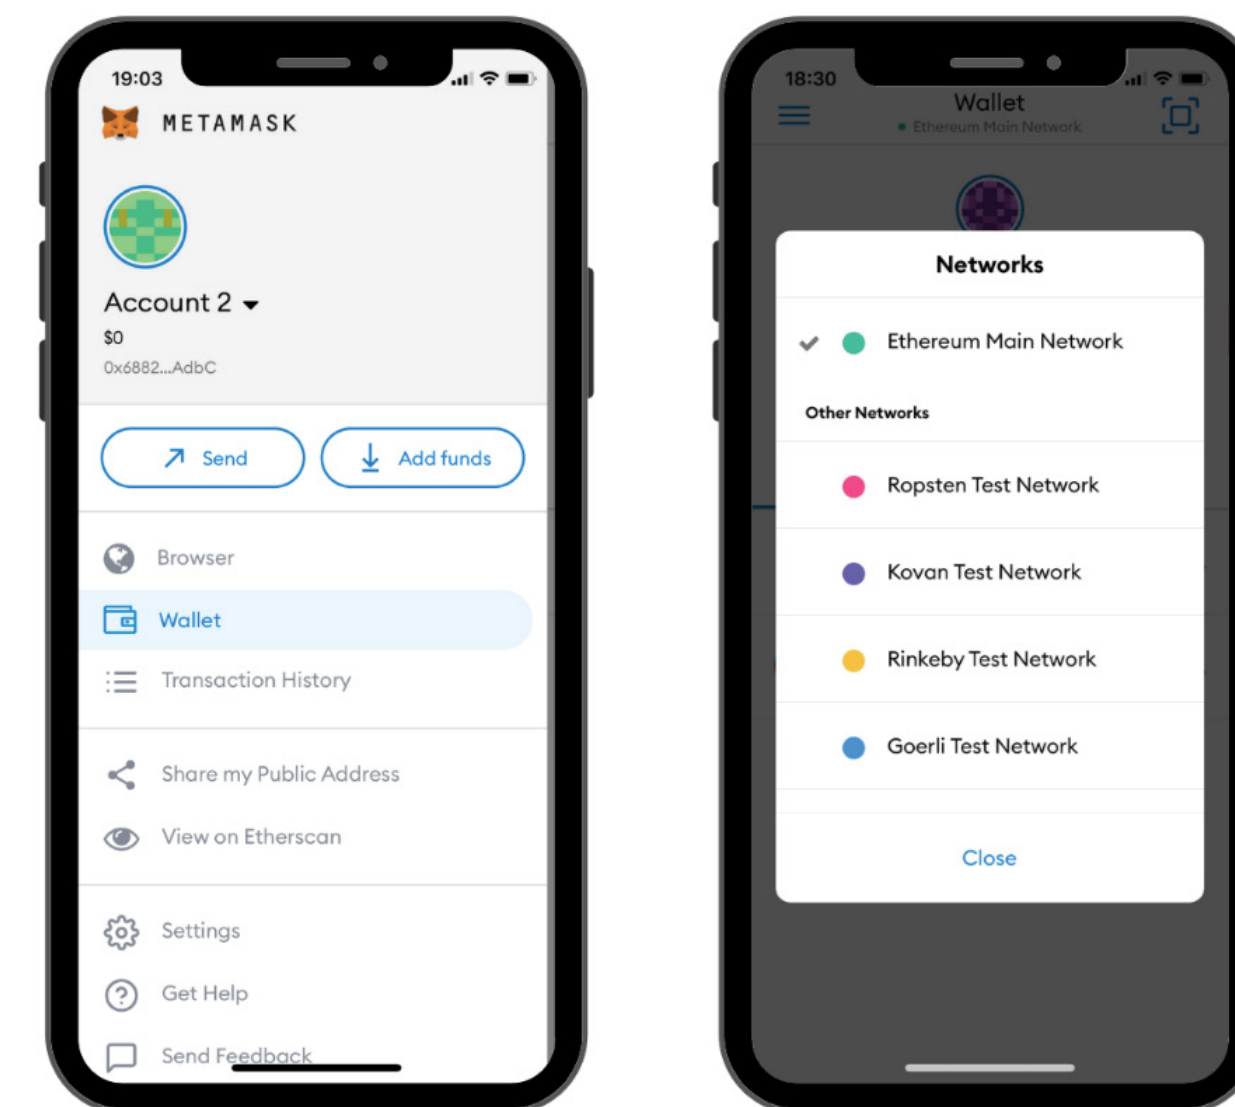 19:03
METAMASK
Account 2
$0
0x6882...AdbC
Send
Add funds
Browser
Wallet
Transaction History
Share my Public Address
View on Etherscan
Settings
Get Help
Send Feedback
18:30
Wallet
Ethereum Main Network
Networks
Ethereum Main Network
Other Networks
Ropsten Test Network
Kovan Test Network
Rinkeby Test Network
Goerli Test Network
Close